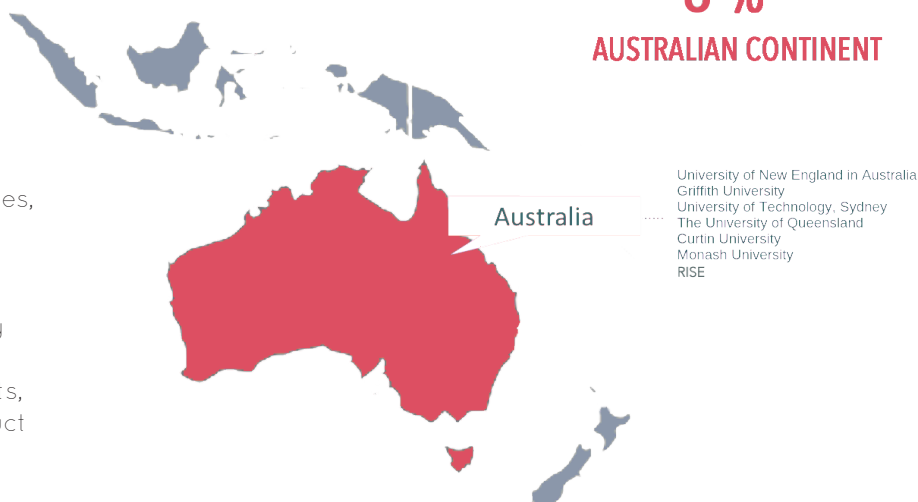 AUSTRALIAN CONTINENT
Australia
University of New England in Australia
Griffith University
University of Technology, Sydney
The University of Queensland
Curtin University
Monash University
RISE